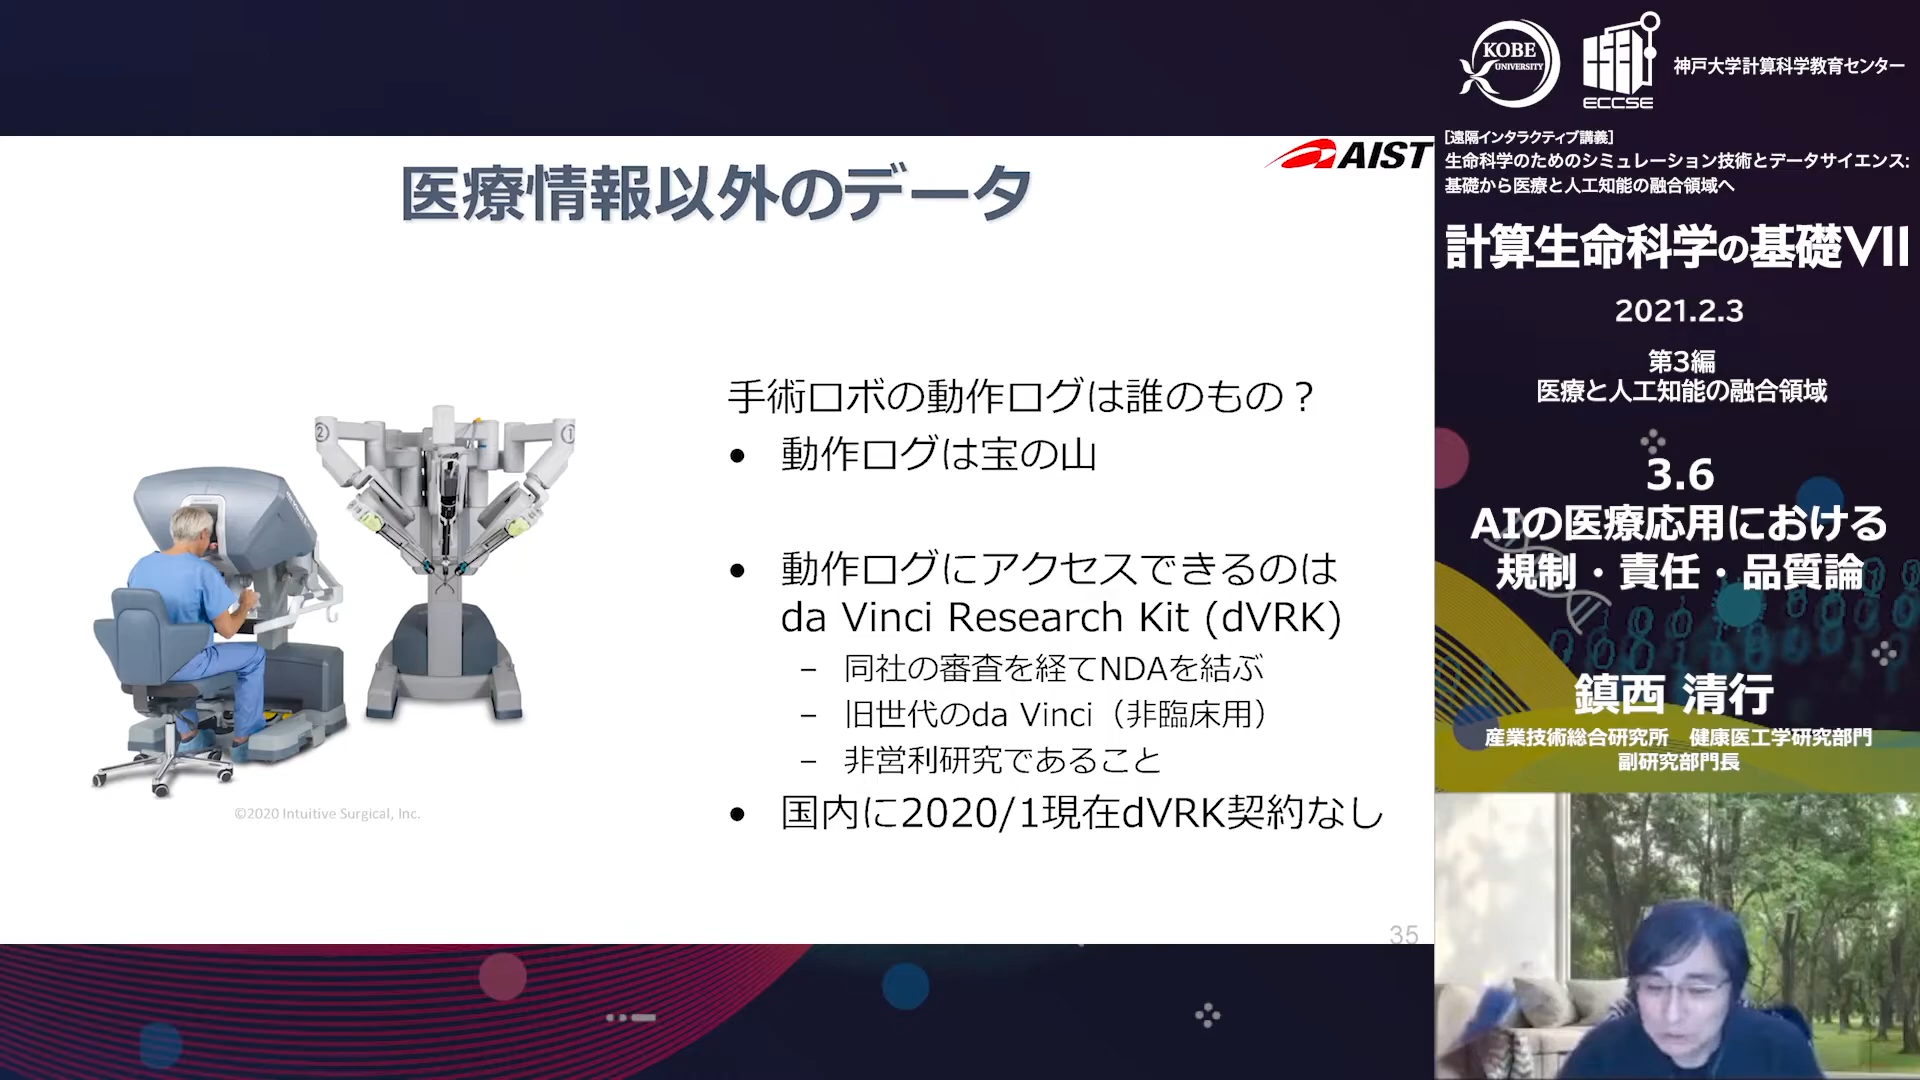 医療情報以外のデータ
AIST
手術ロボの動作ログは誰のもの？
• 動作ログは宝の山
• 動作ログにアクセスできるのは
da Vinci Research Kit (dVRK)
– 同社の審査を経てNDAを結ぶ
– 旧世代のda Vinci（非臨床用）
– 非営利研究であること
• 国内に2020/1現在dVRK契約なし
②
①
©2020 Intuitive Surgical, Inc.
35
KOBE
UNIVERSITY
ECCSE
神戸大学計算科学教育センター
［遠隔インタラクティブ講義］
生命科学のためのシミュレーション技術とデータサイエンス:
基礎から医療と人工知能の融合領域へ
計算生命科学の基礎VII
2021.2.3
第3編
医療と人工知能の融合領域
3.6
AIの医療応用における
規制・責任・品質論
鎮西 清行
産業技術総合研究所　健康医工学研究部門
副研究部門長